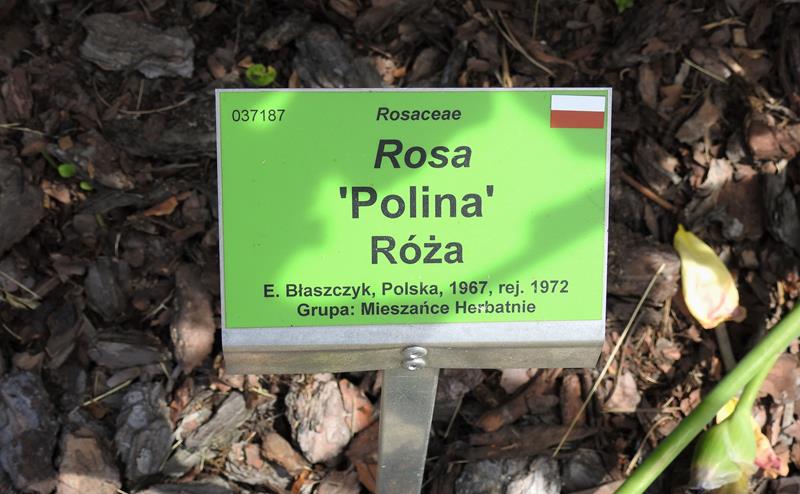 037187 Rosaceae
Rosa
'Polina'
Róża
E. Błaszczyk, Polska, 1967, rej. 1972
Grupa: Mieszańce Herbatnie